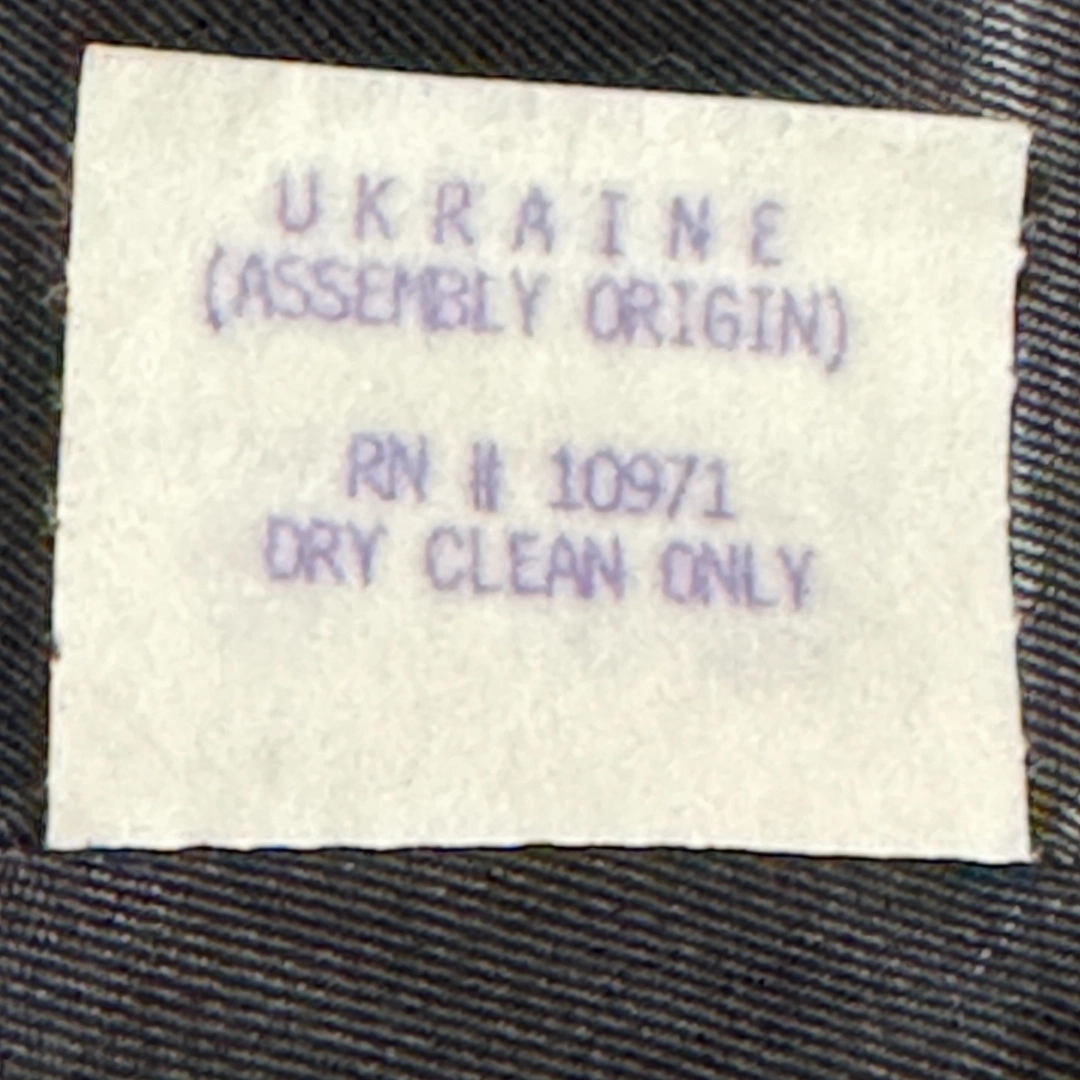 UKRAINE
(ASSEMBLY ORIGIN)
RN # 10971
DRY CLEAN ONLY